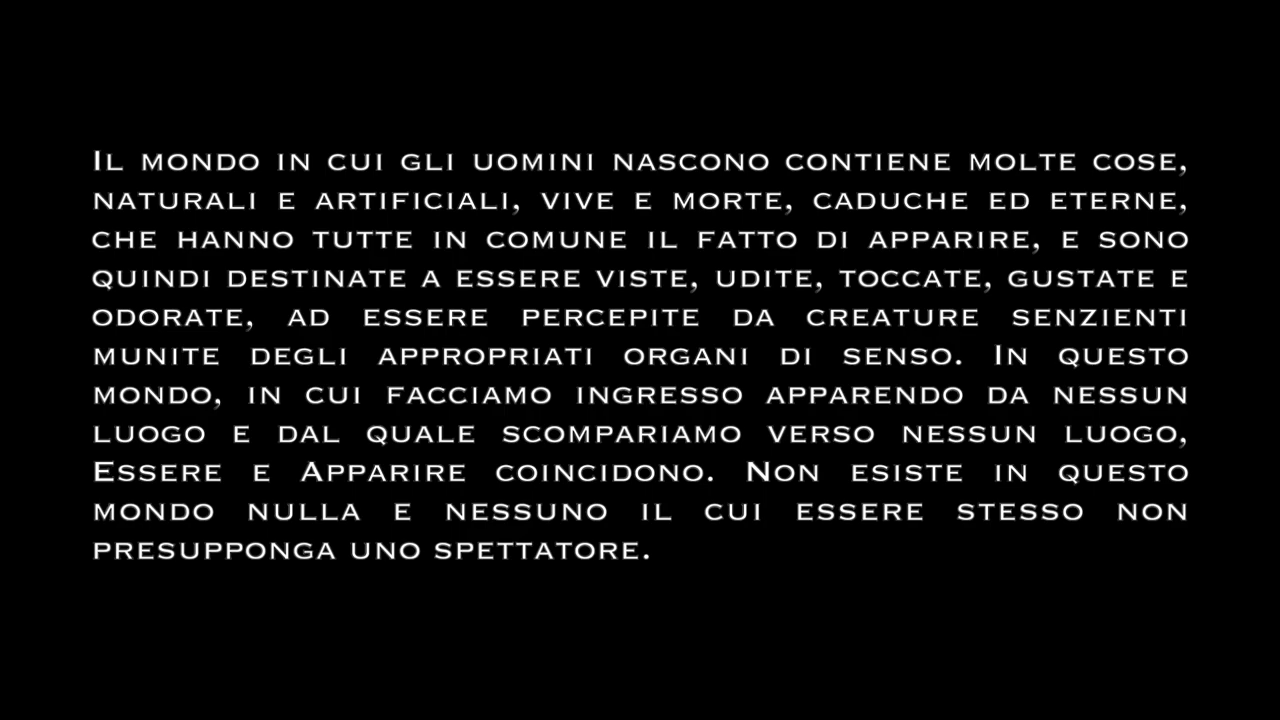 Il mondo in cui gli uomini nascono contiene molte cose,
naturali e artificiali, vive e morte, caduche ed eterne,
che hanno tutte in comune il fatto di apparire, e sono
quindi destinate a essere viste, udite, toccate, gustate e
odorate, ad essere percepite da creature senzienti
munite degli appropriati organi di senso. In questo
mondo, in cui facciamo ingresso apparendo da nessun
luogo e dal quale scompariamo verso nessun luogo,
Essere e Apparire coincidono. Non esiste in questo
mondo nulla e nessuno il cui essere stesso non
presupponga uno spettatore.